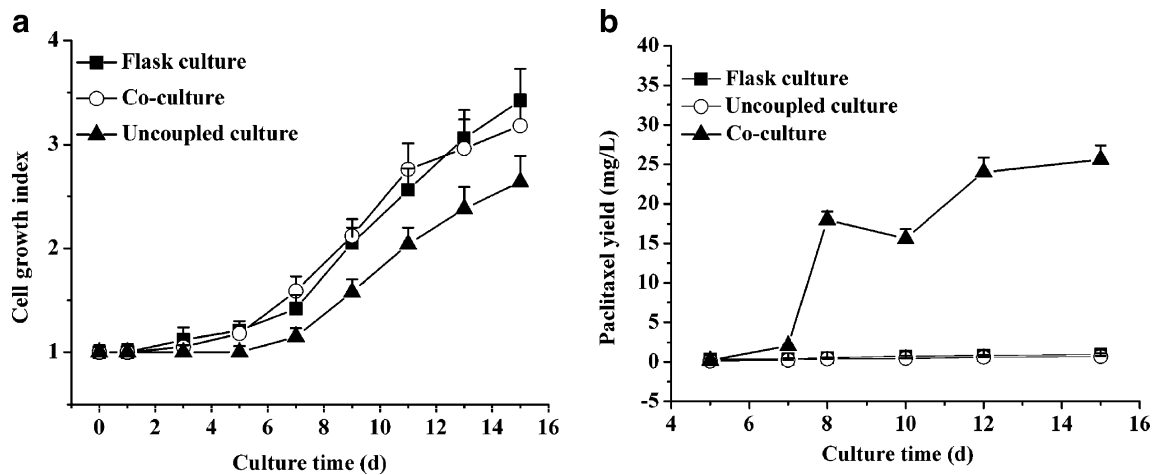 a
4
3
2
1
Flask culture
Co-culture
Uncoupled culture
Cell growth index
0 2 4 6 8 10 12 14 16
Culture time (d)
b
40
35
30
25
20
15
10
5
0
-5
Flask culture
Uncoupled culture
Co-culture
Paclitaxel yield (mg/L)
4 6 8 10 12 14 16
Culture time (d)